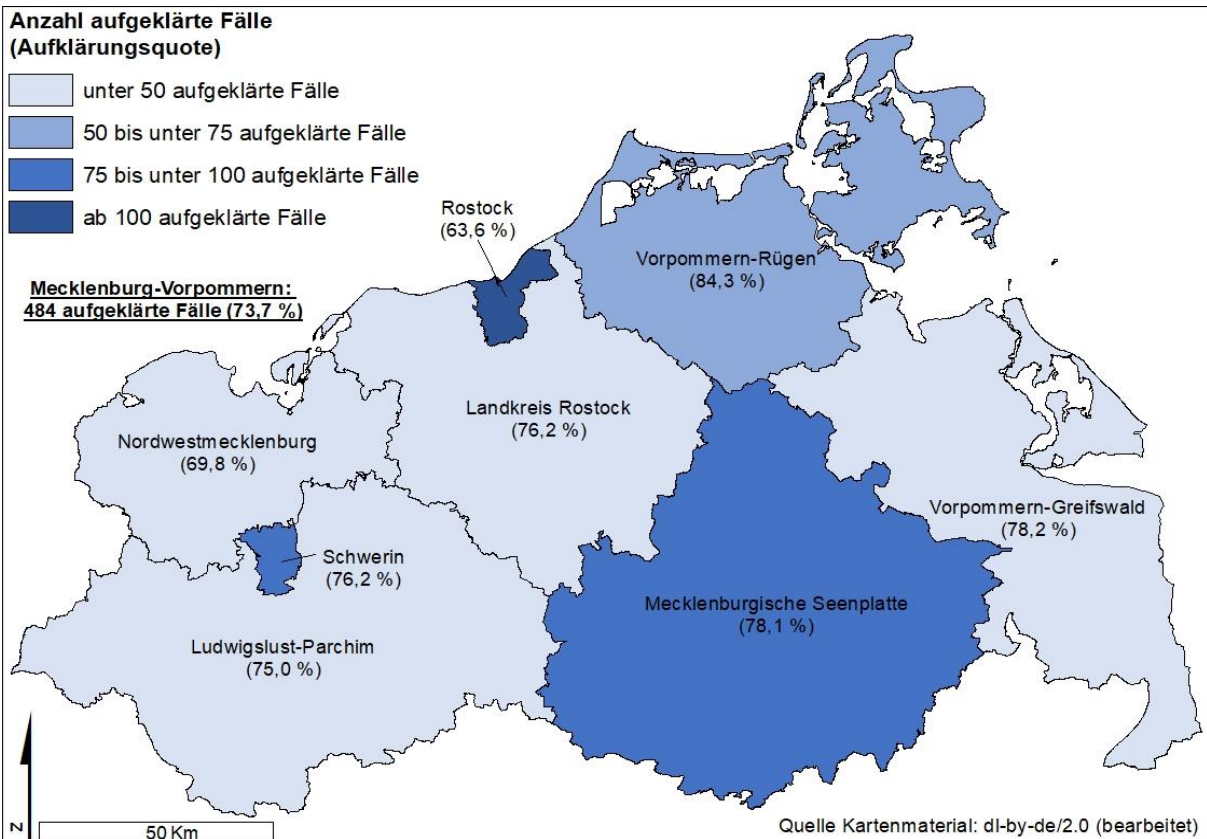 Anzahl aufgeklärte Fälle
(Aufklärungsquote)
unter 50 aufgeklärte Fälle
50 bis unter 75 aufgeklärte Fälle
75 bis unter 100 aufgeklärte Fälle
ab 100 aufgeklärte Fälle
Mecklenburg-Vorpommern:
484 aufgeklärte Fälle (73,7 %)
Rostock
(63,6 %)
Vorpommern-Rügen
(84,3 %)
Landkreis Rostock
(76,2 %)
Nordwestmecklenburg
(69,8 %)
Vorpommern-Greifswald
(78,2 %)
Schwerin
(76,2 %)
Mecklenburgische Seenplatte
(78,1 %)
Ludwigslust-Parchim
(75,0 %)
N
50 Km
Quelle Kartenmaterial: dl-by-de/2.0 (bearbeitet)